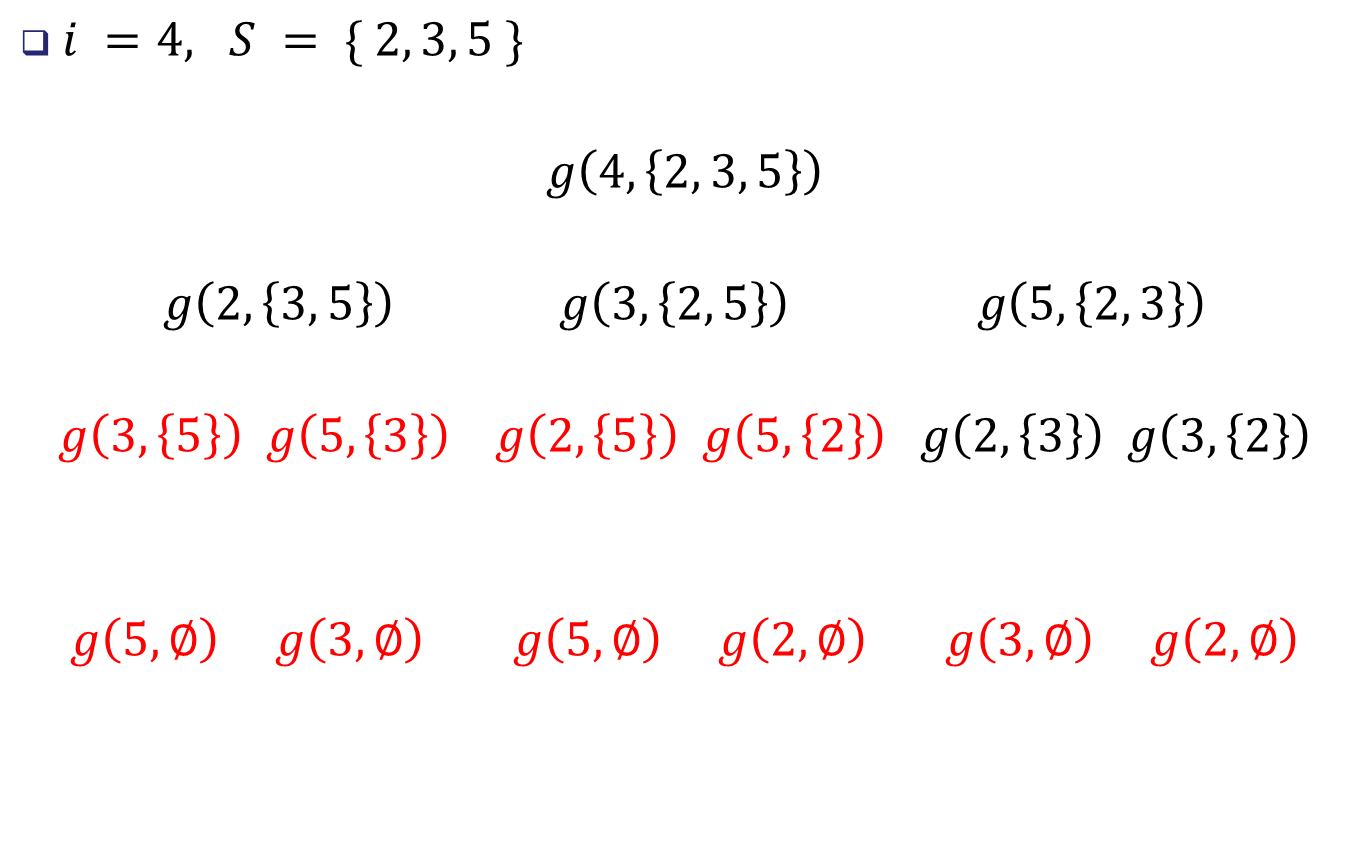 ❑ i = 4, S = { 2, 3, 5 }
g(4, {2, 3, 5})
g(2, {3, 5}) g(3, {2, 5}) g(5, {2, 3})
g(3, {5}) g(5, {3}) g(2, {5}) g(5, {2}) g(2, {3}) g(3, {2})
g(5, ∅) g(3, ∅) g(5, ∅) g(2, ∅) g(3, ∅) g(2, ∅)